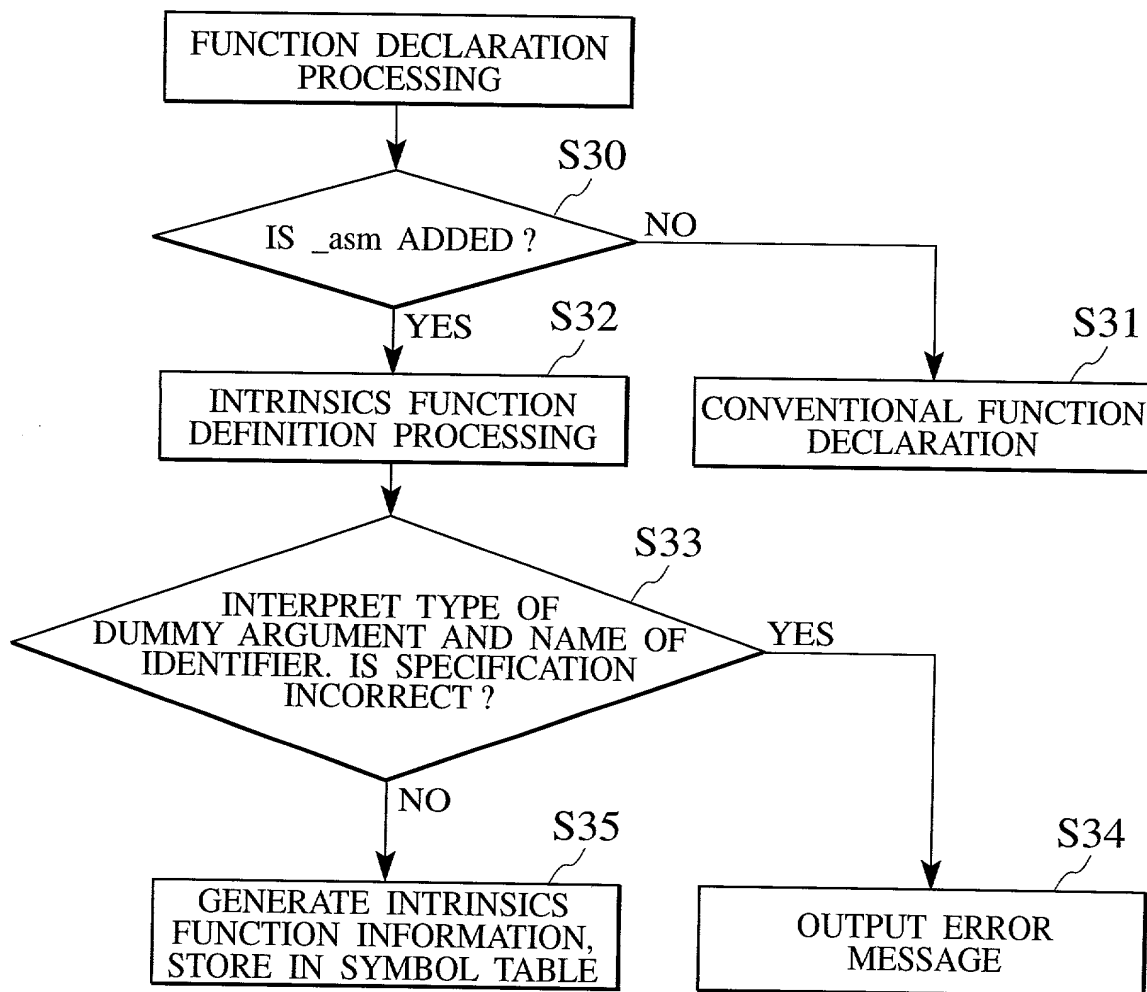 FUNCTION DECLARATION
PROCESSING
S30
IS _asm ADDED ?
NO
YES
S32
S31
INTRINSICS FUNCTION
DEFINITION PROCESSING
CONVENTIONAL FUNCTION
DECLARATION
S33
INTERPRET TYPE OF
DUMMY ARGUMENT AND NAME OF
IDENTIFIER. IS SPECIFICATION
INCORRECT ?
YES
NO
S35
S34
GENERATE INTRINSICS
FUNCTION INFORMATION,
STORE IN SYMBOL TABLE
OUTPUT ERROR
MESSAGE